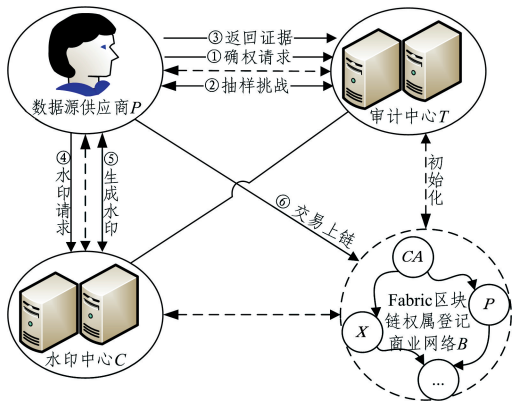 ③返回证据
①确权请求
②抽样挑战
数据源供应商P
审计中心T
④水印请求
⑤生成水印
⑥交易上链
初始化
CA
Fabric区块
链权属登记
商业网络B
P
X
...
水印中心C